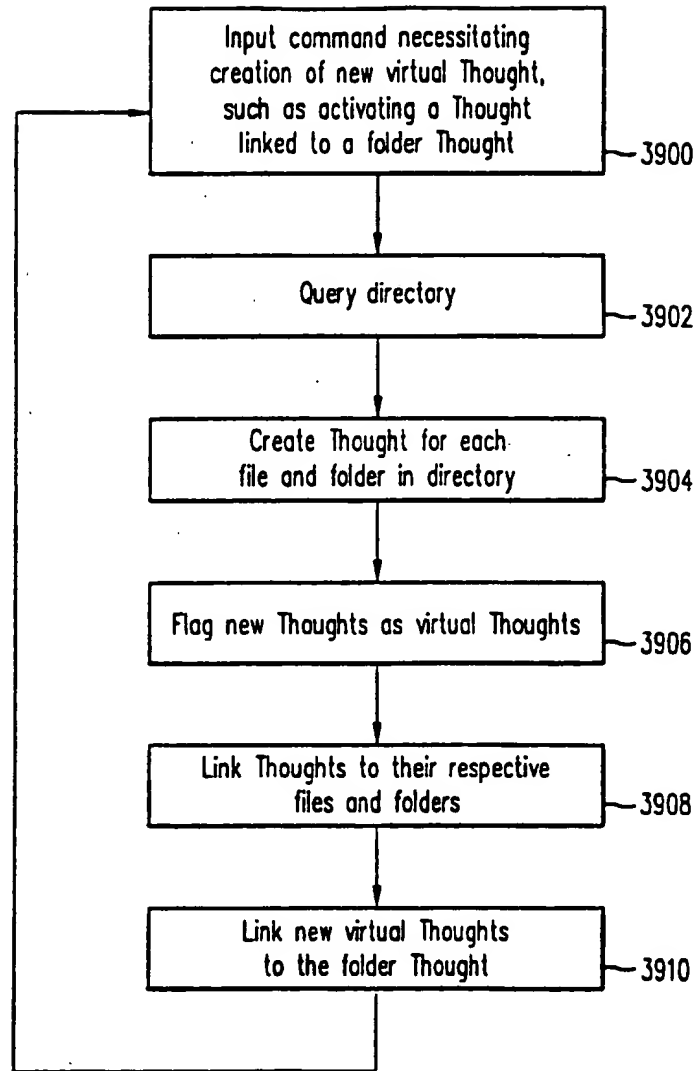 Input command necessitating
creation of new virtual Thought,
such as activating a Thought
linked to a folder Thought
3900
Query directory
3902
Create Thought for each
file and folder in directory
3904
Flag new Thoughts as virtual Thoughts
3906
Link Thoughts to their respective
files and folders
3908
Link new virtual Thoughts
to the folder Thought
3910